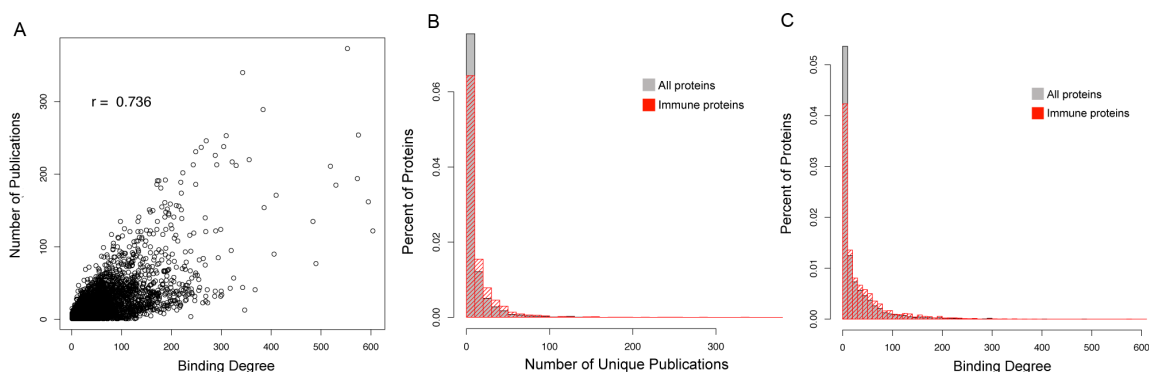 A
r = 0.736
Number of Publications
0
100
200
300
0 100 200 300 400 500 600
Binding Degree
B
All proteins
Immune proteins
Percent of Proteins
0.00
0.02
0.04
0.06
0 100 200 300
Number of Unique Publications
C
All proteins
Immune proteins
Percent of Proteins
0.00
0.01
0.02
0.03
0.04
0.05
0 100 200 300 400 500 600
Binding Degree